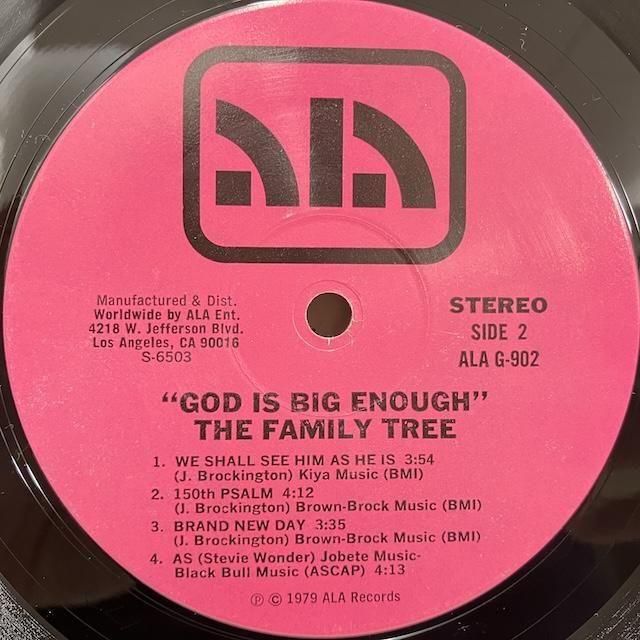 Manufactured & Dist.
Worldwide by ALA Ent.
4218 W. Jefferson Blvd.
Los Angeles, CA 90016
S-6503
STEREO
SIDE 2
ALA G-902
“GOD IS BIG ENOUGH”
THE FAMILY TREE
1. WE SHALL SEE HIM AS HE IS 3:54
(J. Brockington) Kiya Music (BMI)
2. 150th PSALM 4:12
(J. Brockington) Brown-Brock Music (BMI)
3. BRAND NEW DAY 3:35
(J. Brockington) Brown-Brock Music (BMI)
4. AS (Stevie Wonder) Jobete Music-
Black Bull Music (ASCAP) 4:13
℗ © 1979 ALA Records